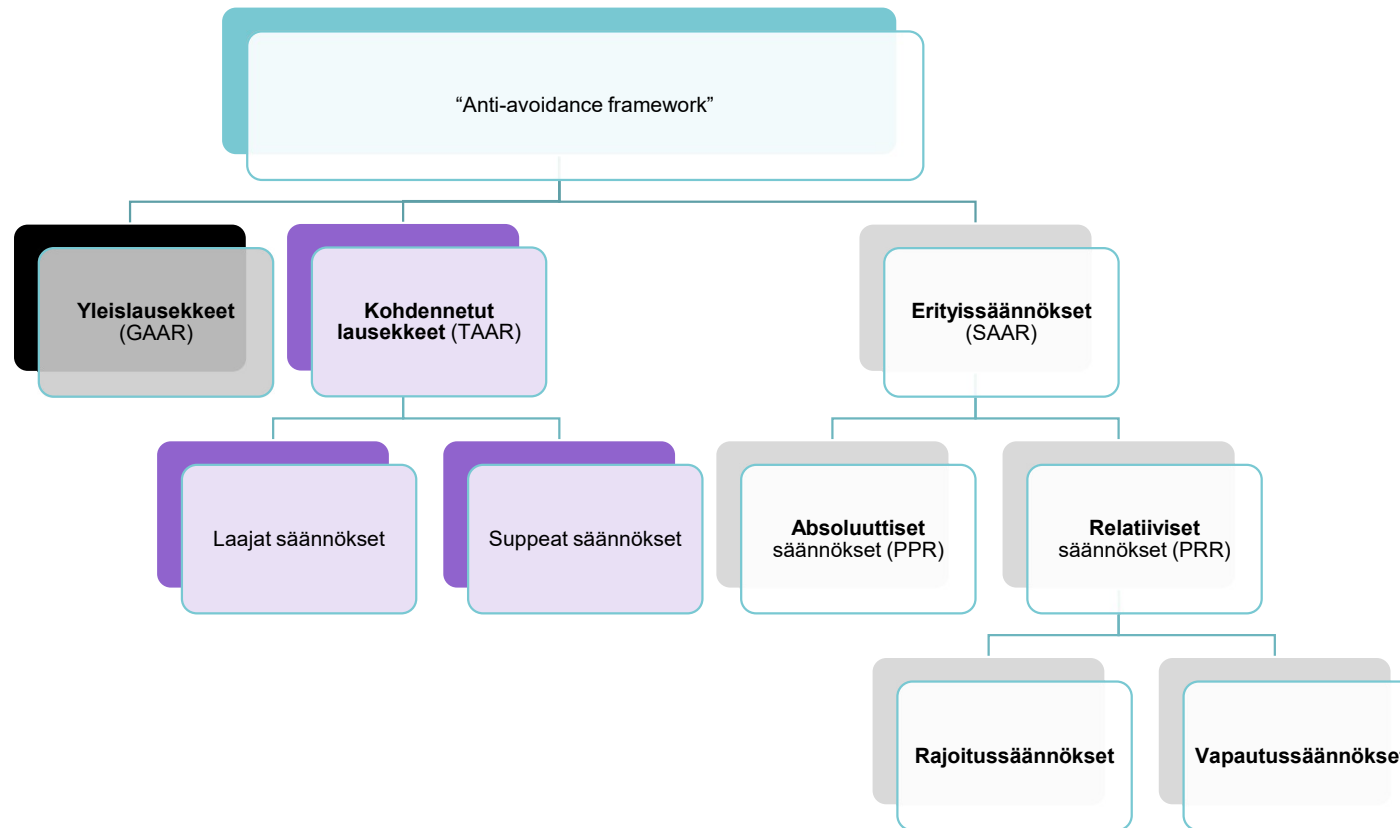 “Anti-avoidance framework”
Yleislausekkeet
(GAAR)
Kohdennetut
lausekkeet (TAAR)
Erityissäännökset
(SAAR)
Laajat säännökset
Suppeat säännökset
Absoluuttiset
säännökset (PPR)
Relatiiviset
säännökset (PRR)
Rajoitussäännökset
Vapautussäännökset